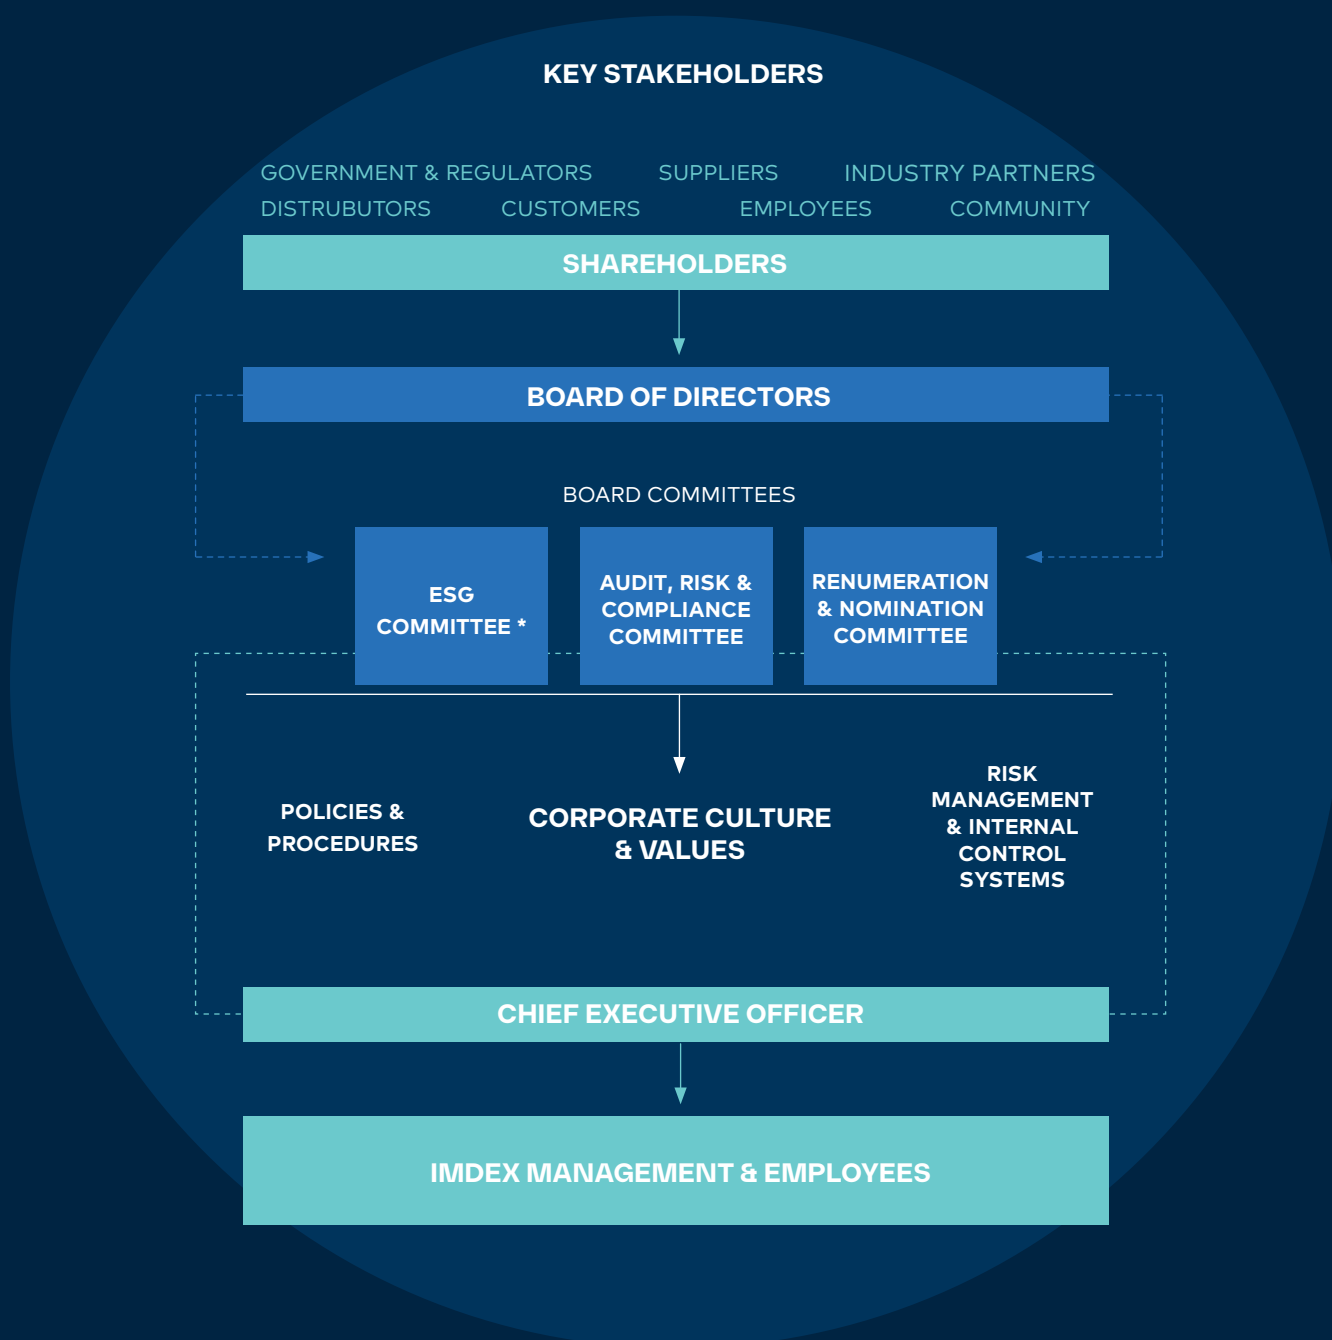 KEY STAKEHOLDERS
GOVERNMENT & REGULATORS SUPPLIERS INDUSTRY PARTNERS
DISTRUBUTORS CUSTOMERS EMPLOYEES COMMUNITY
SHAREHOLDERS
BOARD OF DIRECTORS
BOARD COMMITTEES
ESG
COMMITTEE *
AUDIT, RISK &
COMPLIANCE
COMMITTEE
RENUMERATION
& NOMINATION
COMMITTEE
POLICIES &
PROCEDURES
CORPORATE CULTURE
& VALUES
RISK
MANAGEMENT
& INTERNAL
CONTROL
SYSTEMS
CHIEF EXECUTIVE OFFICER
IMDEX MANAGEMENT & EMPLOYEES